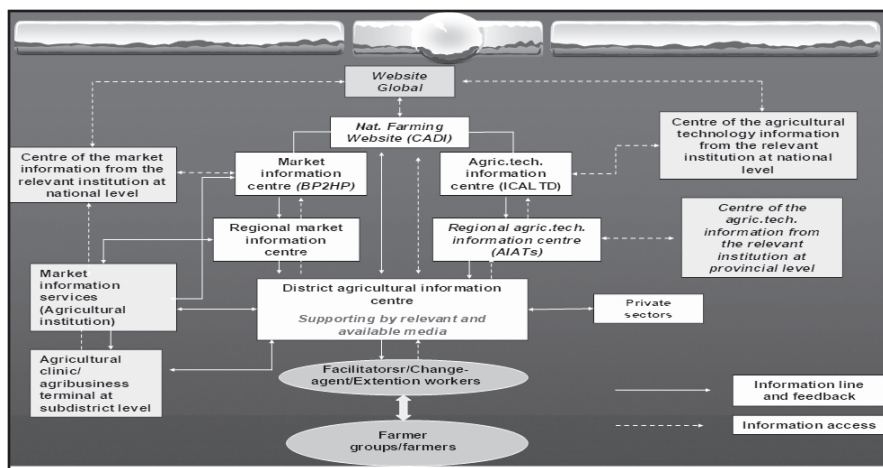 Website
Global
Nat. Farming
Website (CADI)
Centre of the agricultural
technology information
from the relevant
institution at national
level
Centre of the market
information from the
relevant institution at
national level
Market
information
centre (BP2HP)
Agric.tech.
information
centre (ICALTD)
Regional market
information
centre
Regional agric.tech.
information centre
(AIATs)
Centre of the
agric.tech.
information from
the relevant
institution at
provincial level
Market
information
services
(Agricultural
institution)
District agricultural information
centre
Supporting by relevant and
available media
Private
sectors
Agricultural
clinic/
agribusiness
terminal at
subdistrict level
Facilitatorsr/Change-
agent/Extention workers
Information line
and feedback
Information access
Farmer
groups/farmers